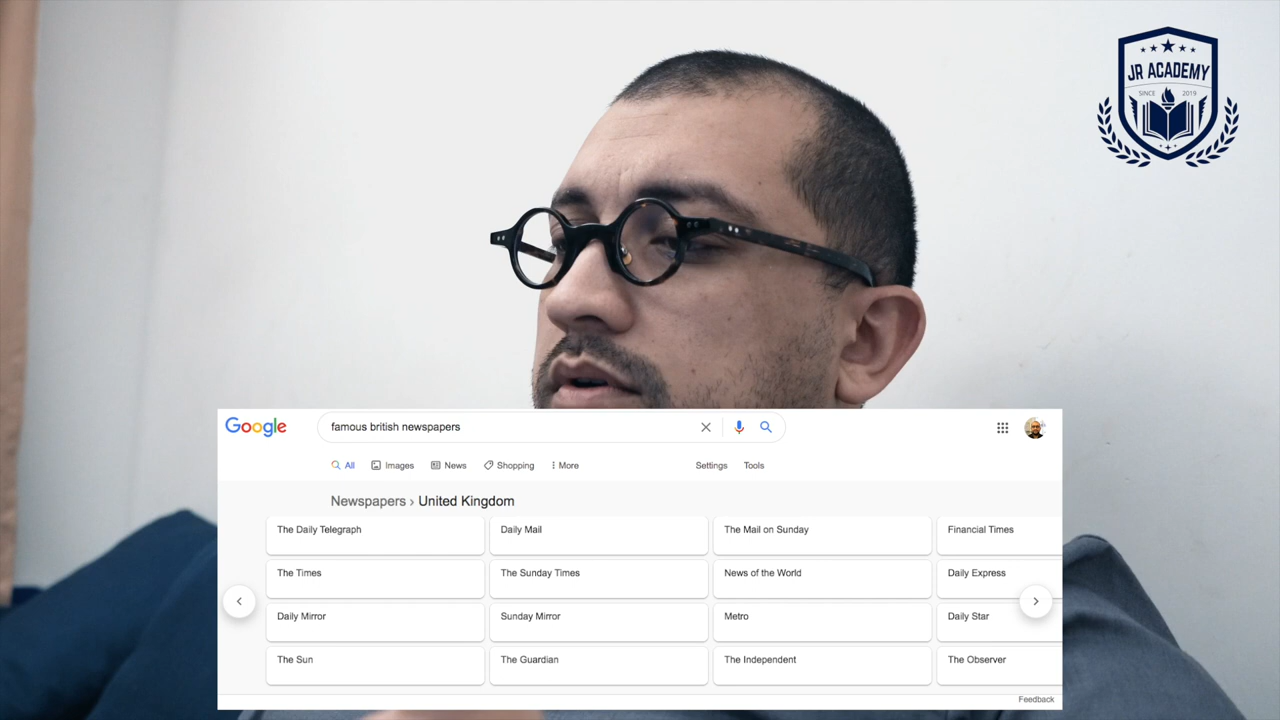 JR ACADEMY
SINCE 2019
Google
famous british newspapers
All Images News Shopping More Settings Tools
Newspapers › United Kingdom
The Daily Telegraph Daily Mail The Mail on Sunday Financial Times
The Times The Sunday Times News of the World Daily Express
Daily Mirror Sunday Mirror Metro Daily Star
The Sun The Guardian The Independent The Observer
Feedback